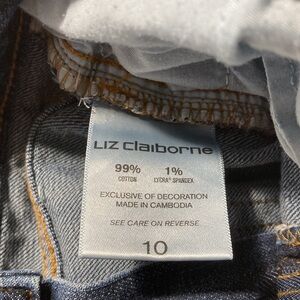 LIZ CLAIBORNE
99% 1%
COTTON LYCRA® SPANDEX
EXCLUSIVE OF DECORATION
MADE IN CAMBODIA
SEE CARE ON REVERSE
10